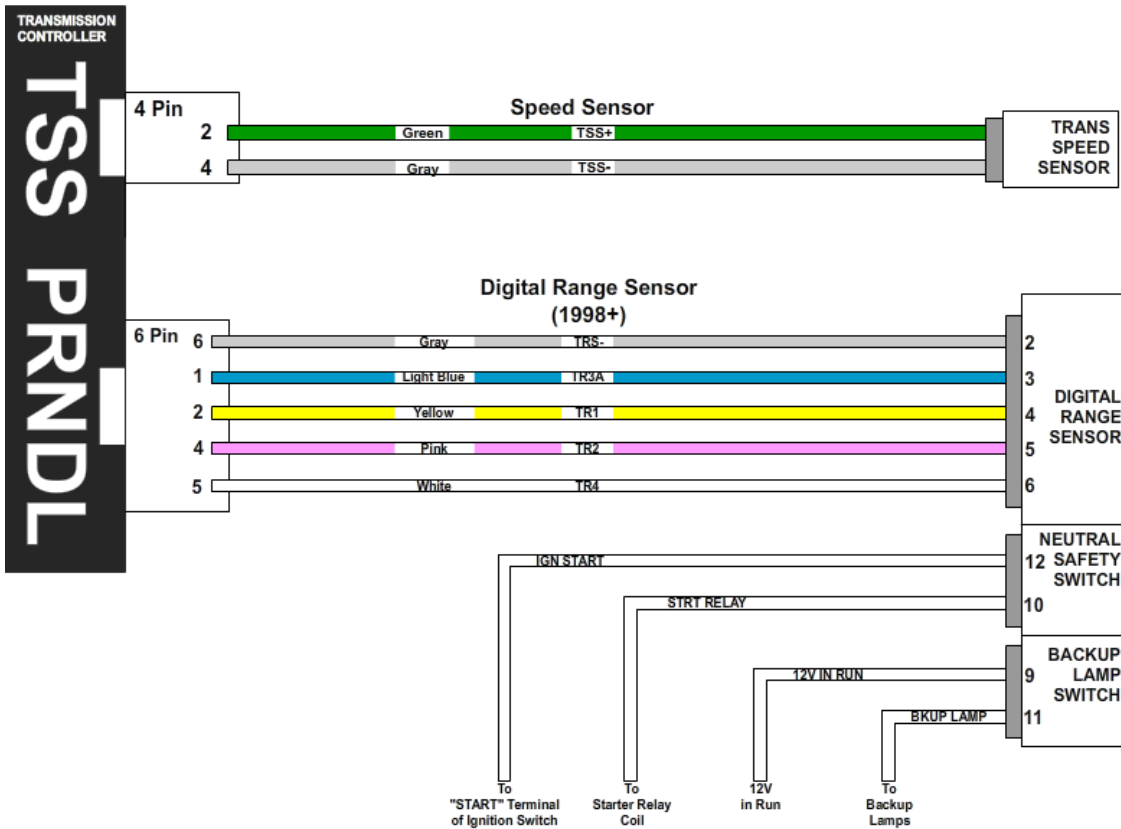 TRANSMISSION
CONTROLLER
TSS PRNDL
4 Pin
Speed Sensor
2 Green TSS+
4 Gray TSS-
TRANS
SPEED
SENSOR
Digital Range Sensor
(1998+)
6 Pin
6 Gray TRS- 2
1 Light Blue TR3A 3
2 Yellow TR1 4
4 Pink TR2 5
5 White TR4 6
DIGITAL
RANGE
SENSOR
NEUTRAL
SAFETY
SWITCH
IGN START 12
STRT RELAY 10
BACKUP
LAMP
SWITCH
12V IN RUN 9
BKUP LAMP 11
To
"START" Terminal
of Ignition Switch
To
Starter Relay
Coil
12V
in Run
To
Backup
Lamps